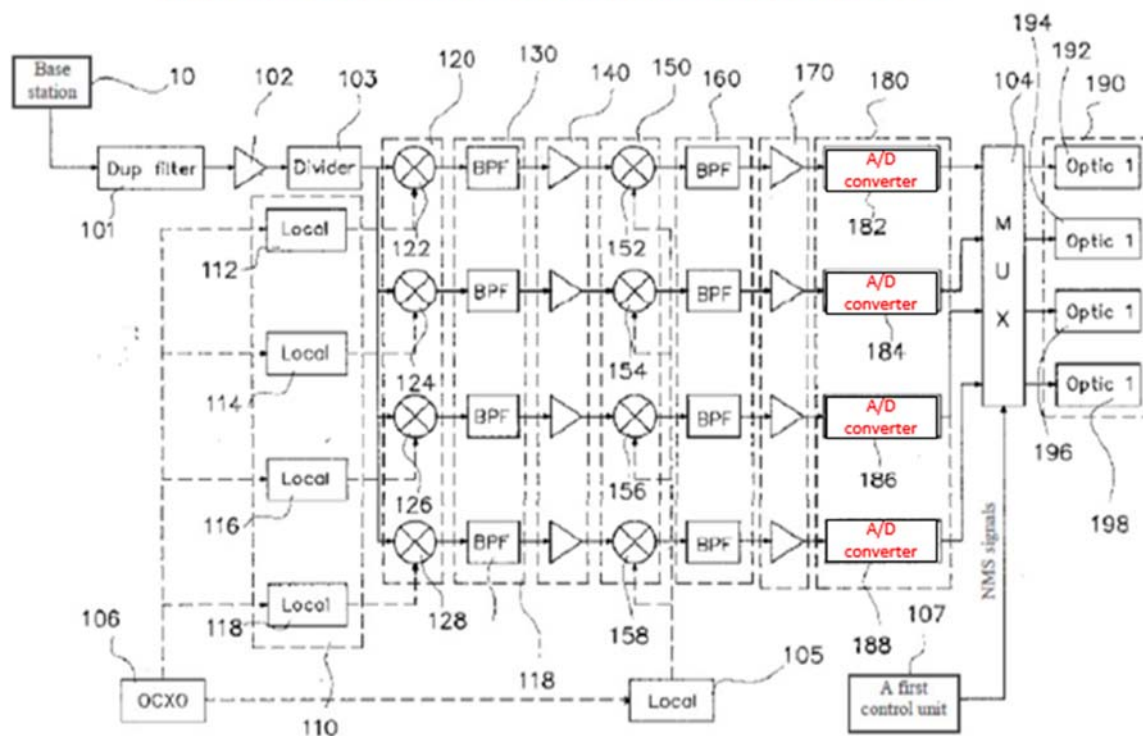 194
192
190
104
180
170
160
150
140
130
120
103
102
10
Base
station
Dup filter
Divider
BPF
BPF
A/D
converter
Optic 1
101
112
Local
122
152
182
M
U
X
Optic 1
BPF
BPF
A/D
converter
114
Local
124
154
184
Optic 1
BPF
BPF
A/D
converter
Optic 1
116
Local
126
156
186
196
198
BPF
BPF
A/D
converter
118
Local
128
158
188
NMS signals
106
107
105
118
OCXO
110
Local
A first
control unit